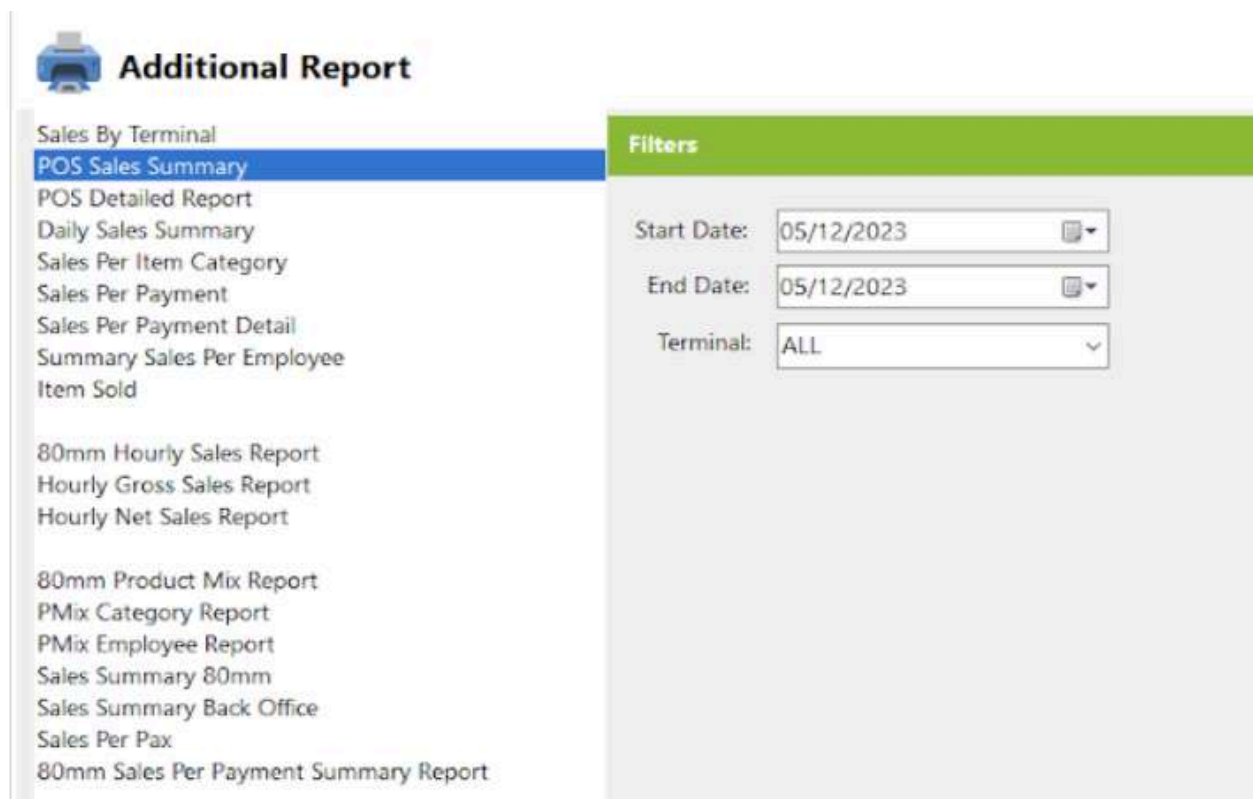 Additional Report
Sales By Terminal
POS Sales Summary
POS Detailed Report
Daily Sales Summary
Sales Per Item Category
Sales Per Payment
Sales Per Payment Detail
Summary Sales Per Employee
Item Sold
80mm Hourly Sales Report
Hourly Gross Sales Report
Hourly Net Sales Report
80mm Product Mix Report
PMix Category Report
PMix Employee Report
Sales Summary 80mm
Sales Summary Back Office
Sales Per Pax
80mm Sales Per Payment Summary Report
Filters
Start Date: 05/12/2023
End Date: 05/12/2023
Terminal: ALL